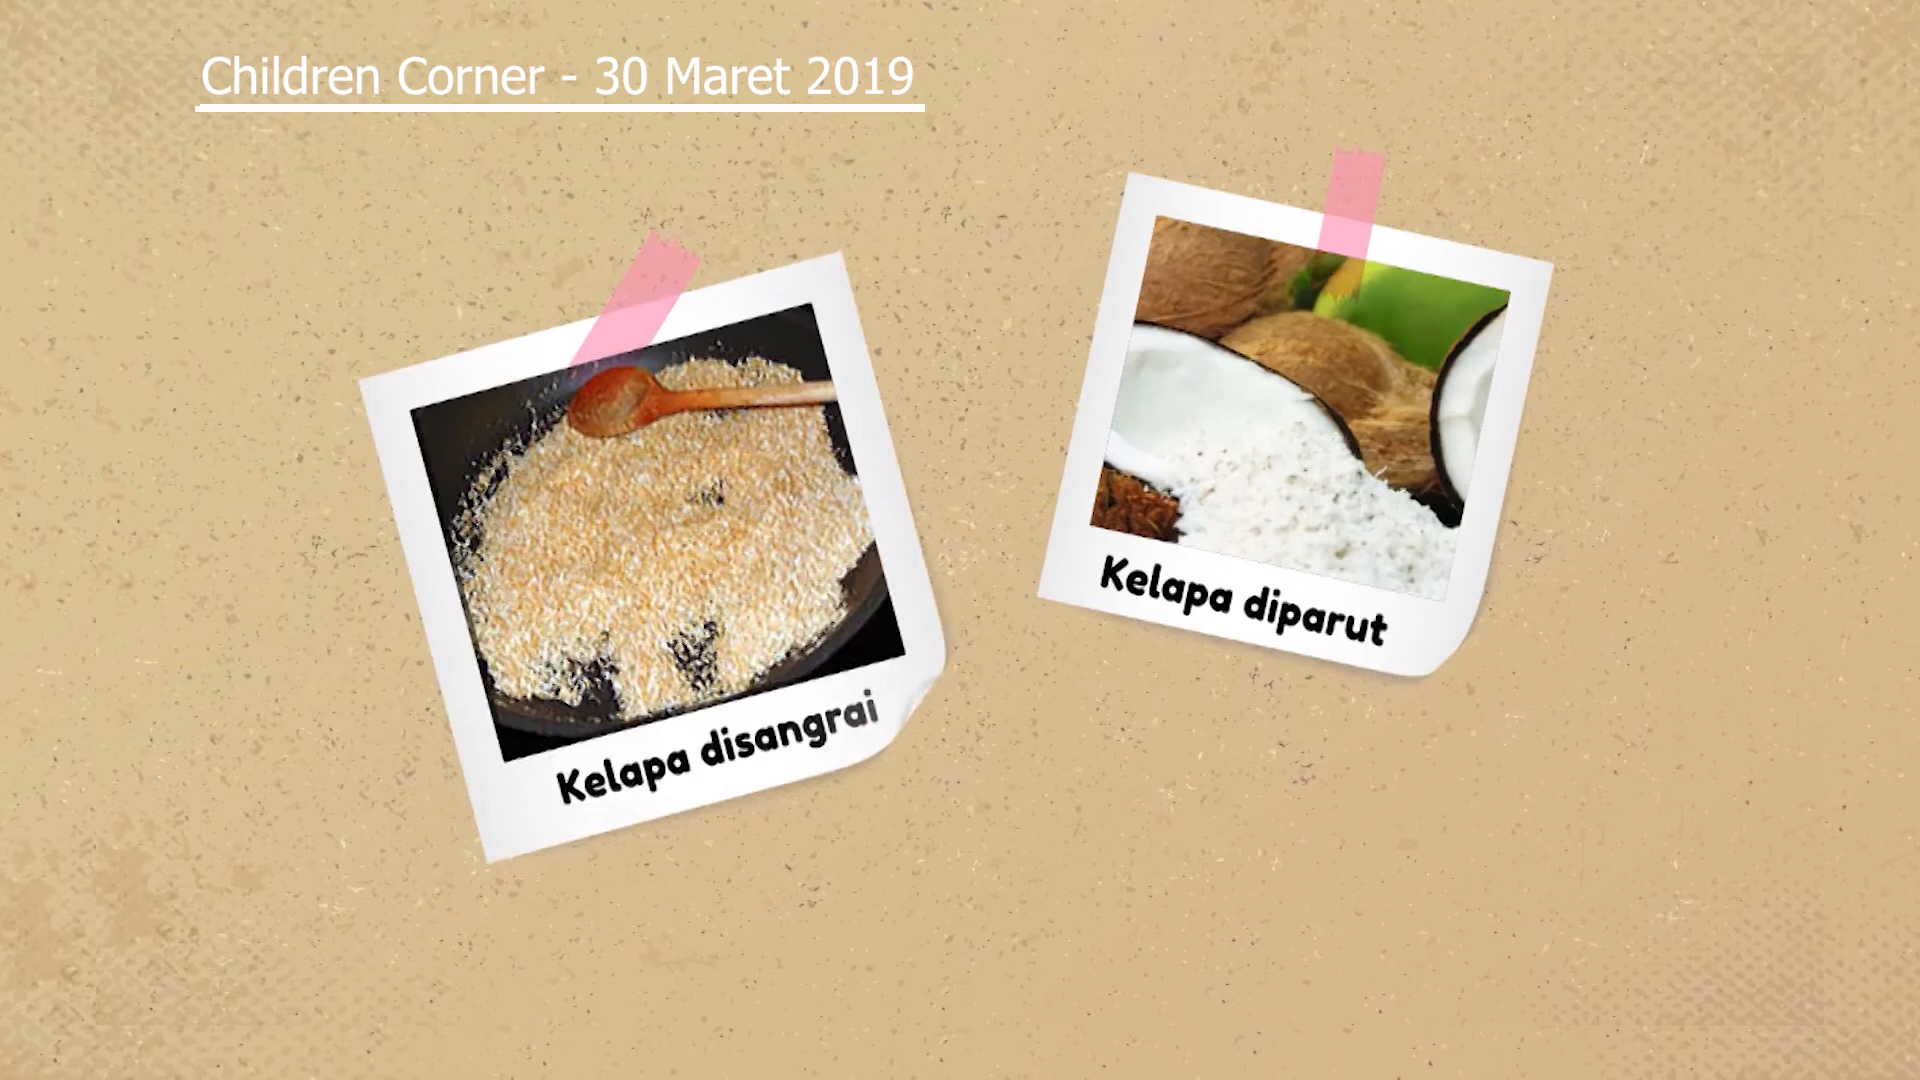 Children Corner - 30 Maret 2019
Kelapa disangrai
Kelapa diparut